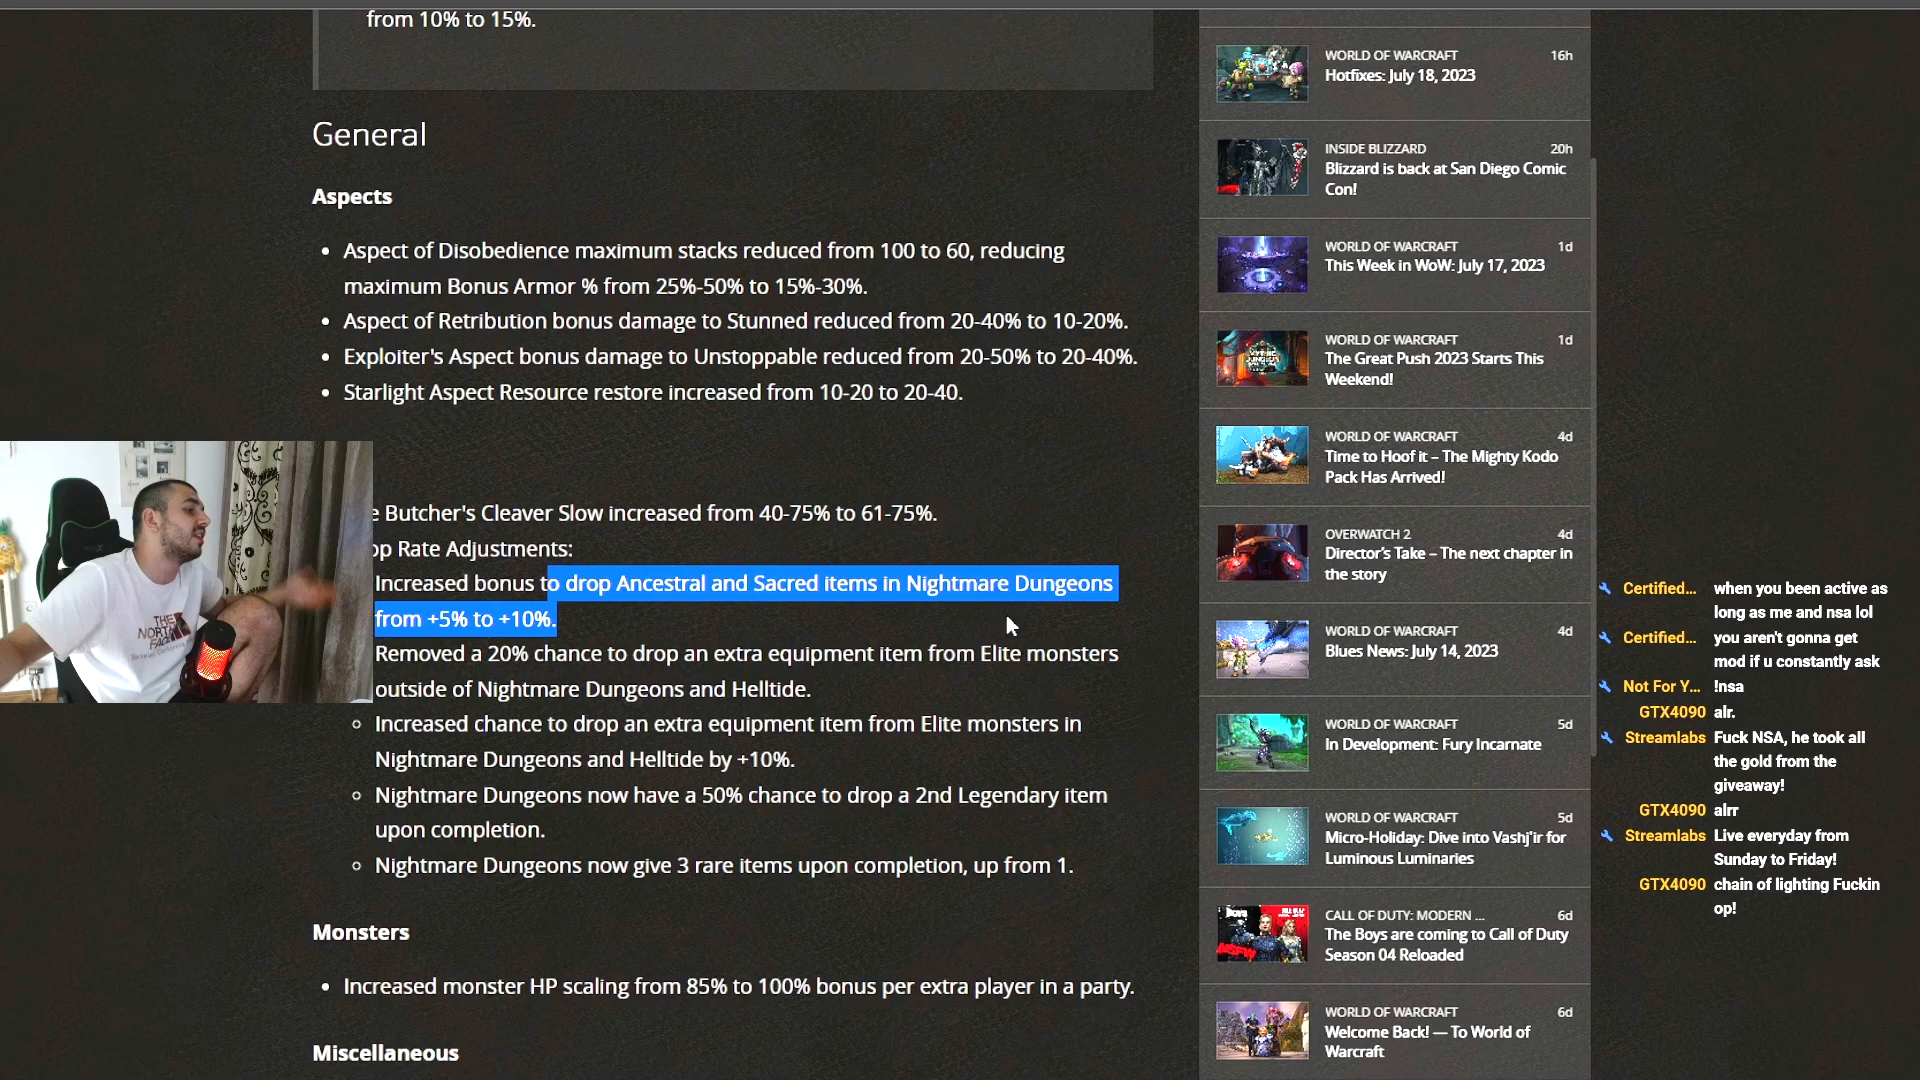 from 10% to 15%.
General
Aspects
Aspect of Disobedience maximum stacks reduced from 100 to 60, reducing
maximum Bonus Armor % from 25%-50% to 15%-30%.
Aspect of Retribution bonus damage to Stunned reduced from 20-40% to 10-20%.
Exploiter's Aspect bonus damage to Unstoppable reduced from 20-50% to 20-40%.
Starlight Aspect Resource restore increased from 10-20 to 20-40.
e Butcher's Cleaver Slow increased from 40-75% to 61-75%.
op Rate Adjustments:
Increased bonus to drop Ancestral and Sacred items in Nightmare Dungeons
from +5% to +10%.
Removed a 20% chance to drop an extra equipment item from Elite monsters
outside of Nightmare Dungeons and Helltide.
Increased chance to drop an extra equipment item from Elite monsters in
Nightmare Dungeons and Helltide by +10%.
Nightmare Dungeons now have a 50% chance to drop a 2nd Legendary item
upon completion.
Nightmare Dungeons now give 3 rare items upon completion, up from 1.
Monsters
Increased monster HP scaling from 85% to 100% bonus per extra player in a party.
Miscellaneous
WORLD OF WARCRAFT 16h
Hotfixes: July 18, 2023
INSIDE BLIZZARD 20h
Blizzard is back at San Diego Comic
Con!
WORLD OF WARCRAFT 1d
This Week in WoW: July 17, 2023
WORLD OF WARCRAFT 1d
The Great Push 2023 Starts This
Weekend!
WORLD OF WARCRAFT 4d
Time to Hoof it – The Mighty Kodo
Pack Has Arrived!
OVERWATCH 2 4d
Director's Take – The next chapter in
the story
WORLD OF WARCRAFT 4d
Blues News: July 14, 2023
WORLD OF WARCRAFT 5d
In Development: Fury Incarnate
WORLD OF WARCRAFT 5d
Micro-Holiday: Dive into Vashj'ir for
Luminous Luminaries
CALL OF DUTY: MODERN ... 6d
The Boys are coming to Call of Duty
Season 04 Reloaded
WORLD OF WARCRAFT 6d
Welcome Back! — To World of
Warcraft
Certified... when you been active as
long as me and nsa lol
Certified... you aren't gonna get
mod if u constantly ask
Not For Y... !nsa
GTX4090 alr.
Streamlabs Fuck NSA, he took all
the gold from the
giveaway!
GTX4090 alrr
Streamlabs Live everyday from
Sunday to Friday!
GTX4090 chain of lighting Fuckin
op!
THE
NORTH
FACE